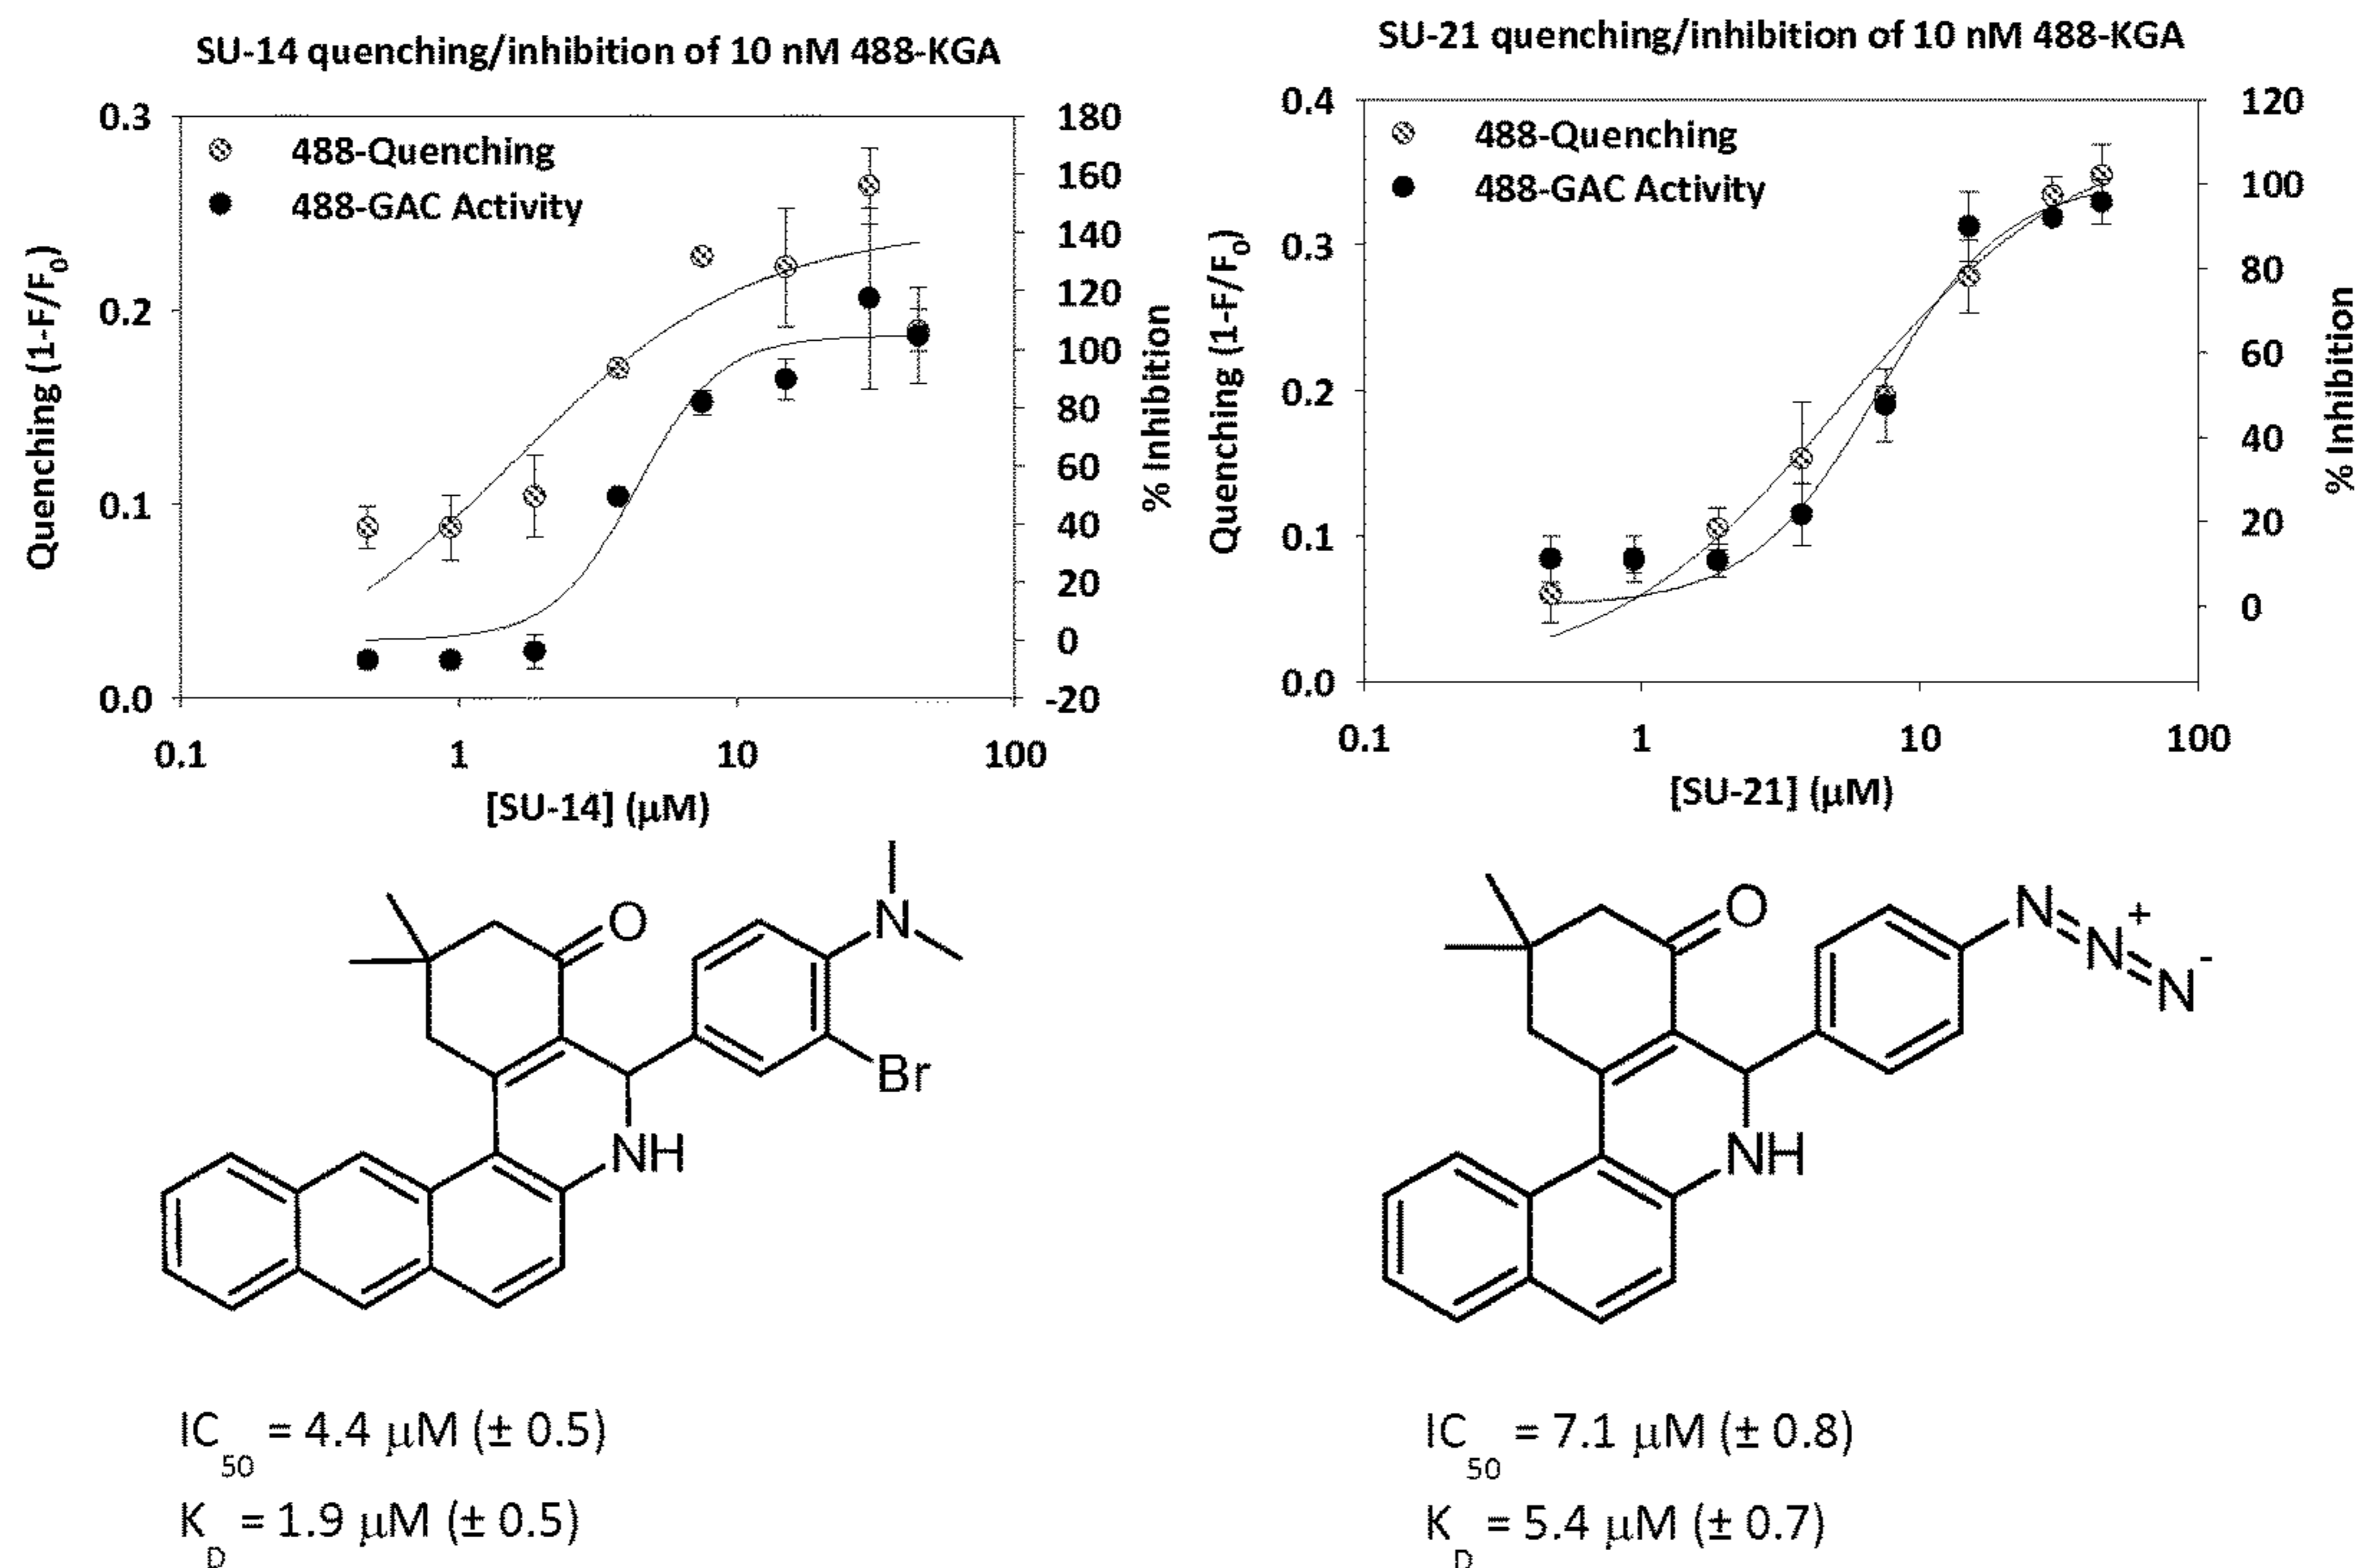 SU-14 quenching/inhibition of 10 nM 488-KGA
0.3
0.2
0.1
0.0
Quenching (1-F/F0)
488-Quenching
488-GAC Activity
180
160
140
120
100
80
60
40
20
0
-20
% Inhibition
0.1 1 10 100
[SU-14] (μM)
SU-21 quenching/inhibition of 10 nM 488-KGA
0.4
0.3
0.2
0.1
0.0
Quenching (1-F/F0)
488-Quenching
488-GAC Activity
120
100
80
60
40
20
0
% Inhibition
0.1 1 10 100
[SU-21] (μM)
O
N
Br
NH
O
N
N
+
N
-
NH
IC50 = 4.4 μM (± 0.5)
KD = 1.9 μM (± 0.5)
IC50 = 7.1 μM (± 0.8)
KD = 5.4 μM (± 0.7)